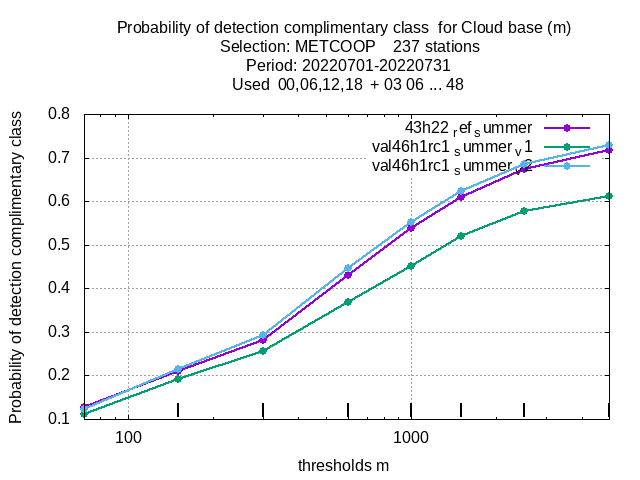 Probability of detection complimentary class  for Cloud base (m)
Selection: METCOOP    237 stations
Period: 20220701-20220731
Used  00,06,12,18  + 03 06 ... 48
Probability of detection complimentary class
0.8
0.7
0.6
0.5
0.4
0.3
0.2
0.1
43h22 ref summer
val46h1rc1 summer v1
val46h1rc1 summer v2
100
1000
thresholds m